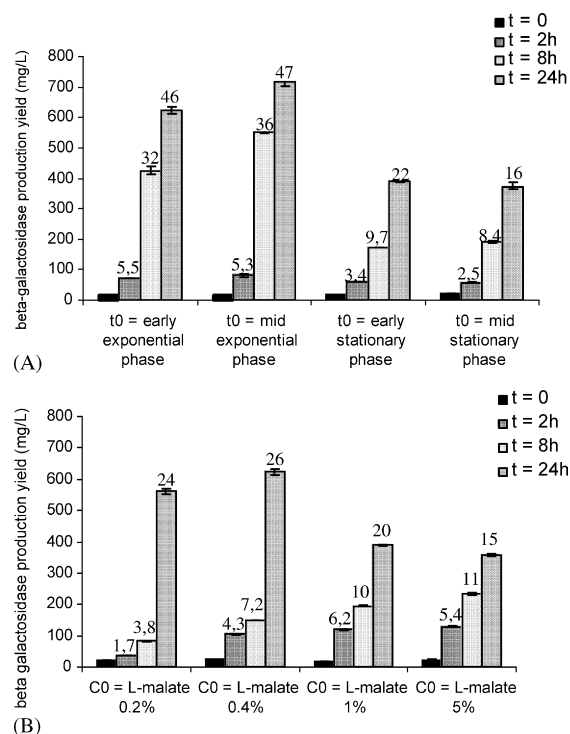 t = 0
t = 2h
t = 8h
t = 24h
beta-galactosidase production yield (mg/L)
800
700
600
500
400
300
200
100
0
5,5
32
46
5,3
36
47
3,4
9,7
22
2,5
8,4
16
t0 = early
exponential
phase
t0 = mid
exponential
phase
t0 = early
stationary
phase
t0 = mid
stationary
phase
(A)
t = 0
t = 2h
t = 8h
t = 24h
beta galactosidase production yield (mg/L)
800
700
600
500
400
300
200
100
0
1,7
3,8
24
4,3
7,2
26
6,2
10
20
5,4
11
15
C0 = L-malate
0.2%
C0 = L-malate
0.4%
C0 = L-malate
1%
C0 = L-malate
5%
(B)